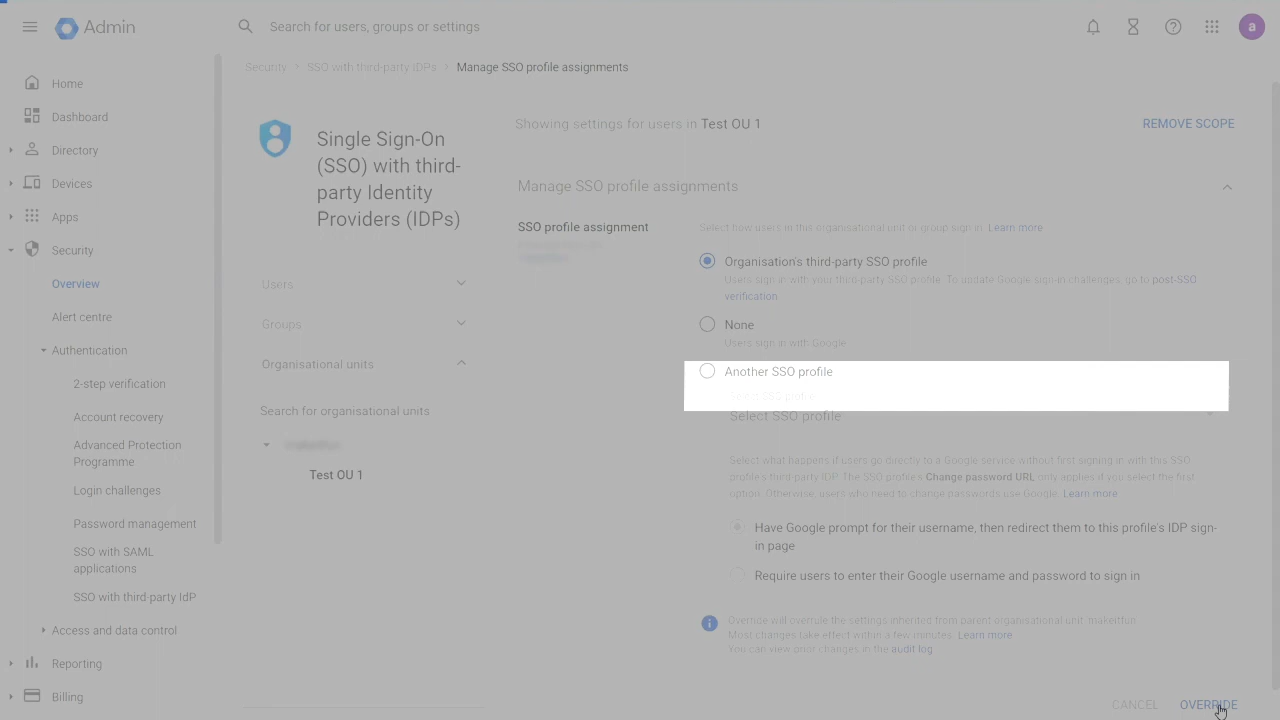 Admin
Search for users, groups or settings
a
Security > SSO with third-party IDPs > Manage SSO profile assignments
Home
Dashboard
Directory
Devices
Apps
Security
Overview
Alert centre
Authentication
2-step verification
Account recovery
Advanced Protection
Programme
Login challenges
Password management
SSO with SAML
applications
SSO with third-party IdP
Access and data control
Reporting
Billing
Single Sign-On
(SSO) with third-
party Identity
Providers (IDPs)
Users
Groups
Organisational units
Search for organisational units
Test OU 1
Showing settings for users in Test OU 1
REMOVE SCOPE
Manage SSO profile assignments
SSO profile assignment
Select how users in this organisational unit or group sign in. Learn more
Organisation's third-party SSO profile
Users sign in with your third-party SSO profile. To update Google sign-in challenges, go to post-SSO
verification
None
Users sign in with Google
Another SSO profile
Select SSO profile
Select SSO profile
Select what happens if users go directly to a Google service without first signing in with this SSO
profile's third-party IDP. The SSO profile's Change password URL only applies if you select the first
option. Otherwise, users who need to change passwords use Google. Learn more
Have Google prompt for their username, then redirect them to this profile's IDP sign-
in page
Require users to enter their Google username and password to sign in
Override will override the settings inherited from parent organisational unit 'makeitfun'.
Most changes take effect within a few minutes. Learn more
You can view prior changes in the audit log
CANCEL
OVERRIDE